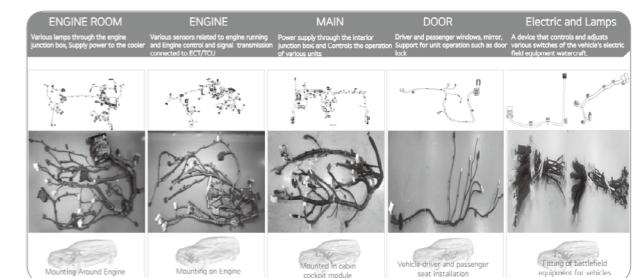 ENGINE ROOM
Various lamps through the engine
junction box, Supply power to the cooler
ENGINE
Various sensors related to engine running
and Engine control and signal transmission
connected to ECT/TCU
MAIN
Power supply through the interior
junction box and Controls the operation
of various units
DOOR
Driver and passenger windows, mirror,
Support for unit operation such as door
lock
Electric and Lamps
A device that controls and adjusts
various switches of the vehicle's electric
field equipment watercraft.
Mounting Around Engine
Mounting on Engine
Mounted in cabin
cockpit module
Vehicle driver and passenger
seat installation
Fitting of battlefield
equipment for vehicles